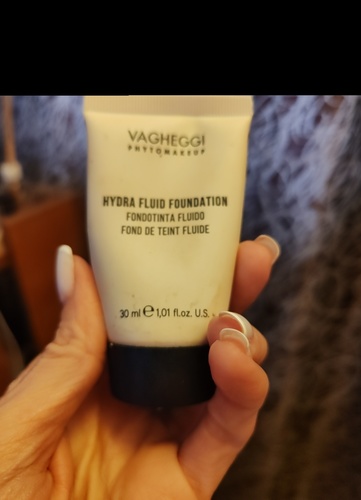 VAGHEGGI
PHYTOMAKEUP
HYDRA FLUID FOUNDATION
FONDOTINTA FLUIDO
FOND DE TEINT FLUIDE
30 ml ℮ 1,01 fl.oz. U.S.